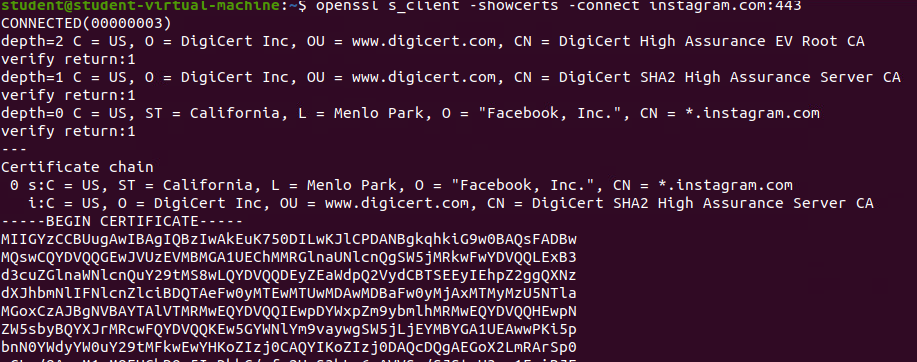 student@student-virtual-machine:~$ openssl s_client -showcerts -connect instagram.com:443
CONNECTED(00000003)
depth=2 C = US, O = DigiCert Inc, OU = www.digicert.com, CN = DigiCert High Assurance EV Root CA
verify return:1
depth=1 C = US, O = DigiCert Inc, OU = www.digicert.com, CN = DigiCert SHA2 High Assurance Server CA
verify return:1
depth=0 C = US, ST = California, L = Menlo Park, O = "Facebook, Inc.", CN = *.instagram.com
verify return:1
---
Certificate chain
0 s:C = US, ST = California, L = Menlo Park, O = "Facebook, Inc.", CN = *.instagram.com
i:C = US, O = DigiCert Inc, OU = www.digicert.com, CN = DigiCert SHA2 High Assurance Server CA
-----BEGIN CERTIFICATE-----
MIIGYzCCBUugAwIBAgIQBzIwAkEuK750DILwKJlCPDANBgkqhkiG9w0BAQsFADBw
MQswCQYDVQQGEwJVUzEVMBMGA1UEChMMRGlnaUNlcnQgSW5jMRkwFwYDVQQLExB3
d3cuZGlnaWNlcnQuY29tMS8wLQYDVQQDEyZEaWdpQ2VydCBTSEEyIEhpZ2ggQXNz
dXJhbmNlIFNlcnZlciBDQTAeFw0yMTEwMTUwMDAwMDBaFw0yMjAxMTMyMzU5NTla
MGoxCzAJBgNVBAYTAlVTMRMwEQYDVQQIEwpDYWxpZm9ybmlhMRMwEQYDVQQHEwpN
ZW5sbyBQYXJrMRcwFQYDVQQKEw5GYWNlYm9vaywgSW5jLjEYMBYGA1UEAwwPKi5p
bnN0YWdyYW0uY29tMFkwEwYHKoZIzj0CAQYIKoZIzj0DAQcDQgAEGoX2LmRArSp0